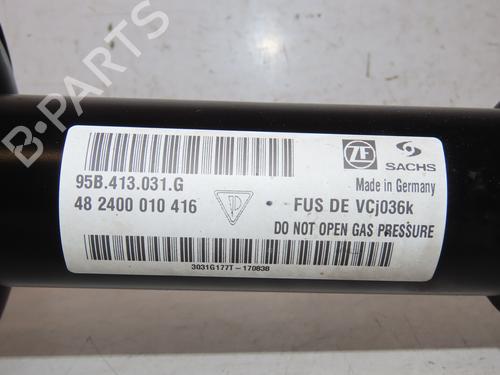 B-PARTS
ZF
SACHS
95B.413.031.G
Made in Germany
48 2400 010 416
FUS DE VCj036k
DO NOT OPEN GAS PRESSURE
3031G177T-170838